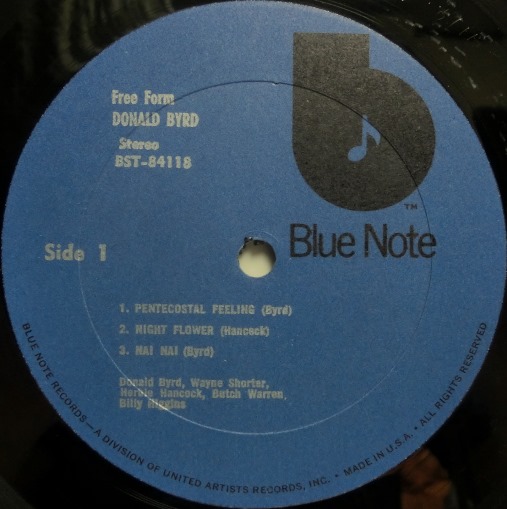 Free Form
DONALD BYRD
Stereo
BST-84118
TM
Blue Note
Side 1
1. PENTECOSTAL FEELING (Byrd)
2. NIGHT FLOWER (Hancock)
3. NAI NAI (Byrd)
Donald Byrd, Wayne Shorter,
Herbie Hancock, Butch Warren,
Billy Higgins
BLUE NOTE RECORDS—A DIVISION OF UNITED ARTISTS RECORDS, INC. • MADE IN U.S.A. • ALL RIGHTS RESERVED